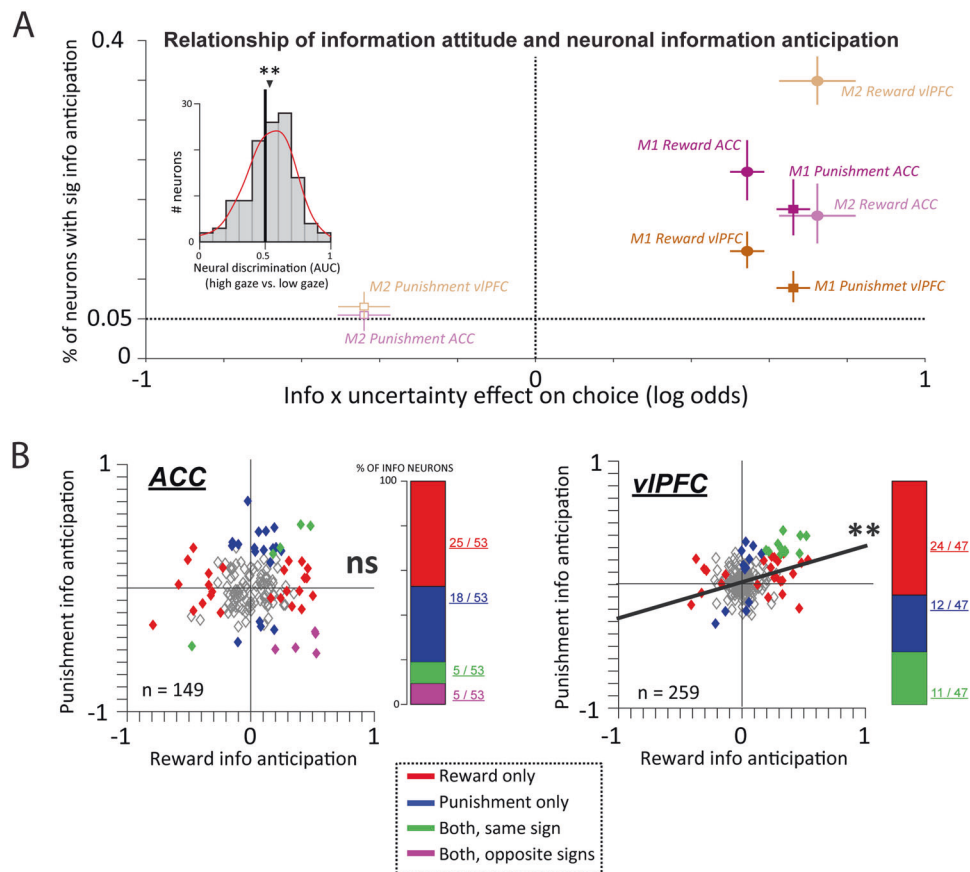 A
Relationship of information attitude and neuronal information anticipation
% of neurons with sig info anticipation
0.4
0.05
0
-1
0
1
Info x uncertainty effect on choice (log odds)
**
# neurons
30
0
0
0.5
1
Neural discrimination (AUC)
(high gaze vs. low gaze)
M2 Reward vlPFC
M1 Reward ACC
M1 Punishment ACC
M2 Reward ACC
M1 Reward vlPFC
M1 Punishmet vlPFC
M2 Punishment vlPFC
M2 Punishment ACC
B
ACC
Punishment info anticipation
1
0
-1
n = 149
ns
-1
0
1
Reward info anticipation
% OF INFO NEURONS
100
0
25 / 53
18 / 53
5 / 53
5 / 53
vlPFC
Punishment info anticipation
1
0
-1
n = 259
**
-1
0
1
Reward info anticipation
24 / 47
12 / 47
11 / 47
Reward only
Punishment only
Both, same sign
Both, opposite signs